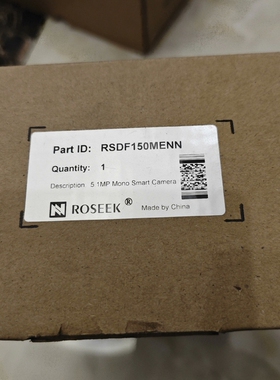 Part ID: RSDF150MENN
Quantity: 1
Description 5.1MP Mono Smart Camera
ROSEEK ® Made by China